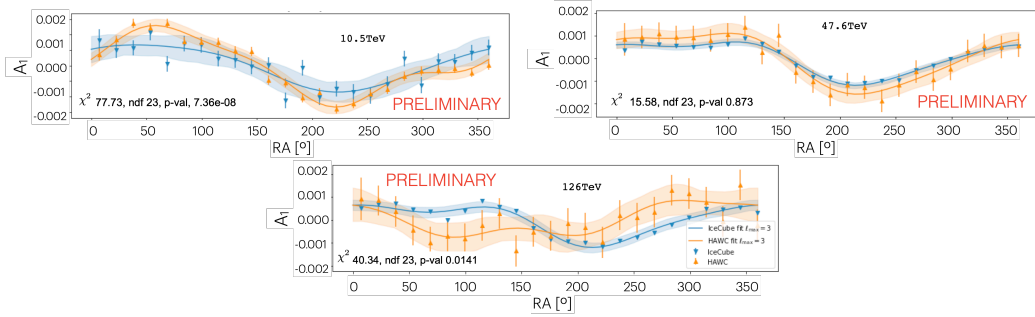 0.002
0.001
0.000
-0.001
-0.002
A1
10.5TeV
χ² 77.73, ndf 23, p-val, 7.36e-08
PRELIMINARY
0 50 100 150 200 250 300 350
RA [º]
0.002
0.001
0.000
-0.001
-0.002
A1
47.6TeV
χ² 15.58, ndf 23, p-val 0.873
PRELIMINARY
0 50 100 150 200 250 300 350
RA [º]
0.002
0.001
0.000
-0.001
-0.002
A1
PRELIMINARY
126TeV
χ² 40.34, ndf 23, p-val 0.0141
IceCube fit ℓmax = 3
HAWC fit ℓmax = 3
IceCube
HAWC
0 50 100 150 200 250 300 350
RA [º]